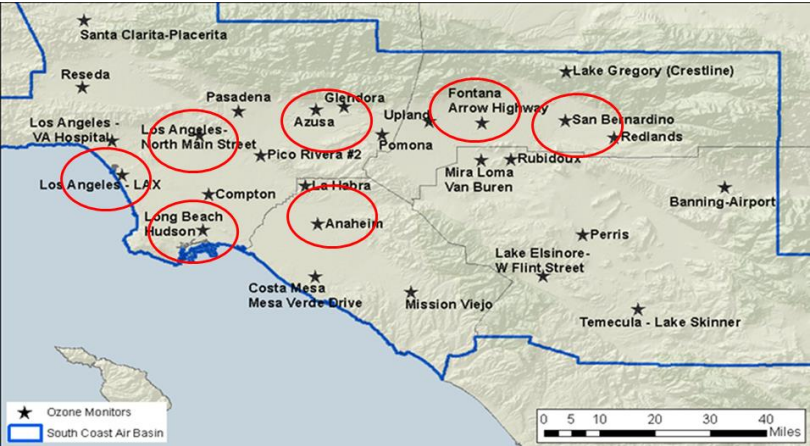 Santa Clarita-Placerita
Reseda
Lake Gregory (Crestline)
Pasadena
Glendora
Fontana
Arrow Highway
Azusa
Upland
San Bernardino
Los Angeles -
VA Hospital
Los Angeles-
North Main Street
Redlands
Pomona
Pico Rivera #2
Rubidoux
Mira Loma
Van Buren
Los Angeles - LAX
La Habra
Compton
Banning-Airport
Long Beach
Hudson
Anaheim
Perris
Lake Elsinore-
W Flint Street
Costa Mesa
Mesa Verde Drive
Mission Viejo
Temecula - Lake Skinner
Ozone Monitors
South Coast Air Basin
0 5 10 20 30 40
Miles